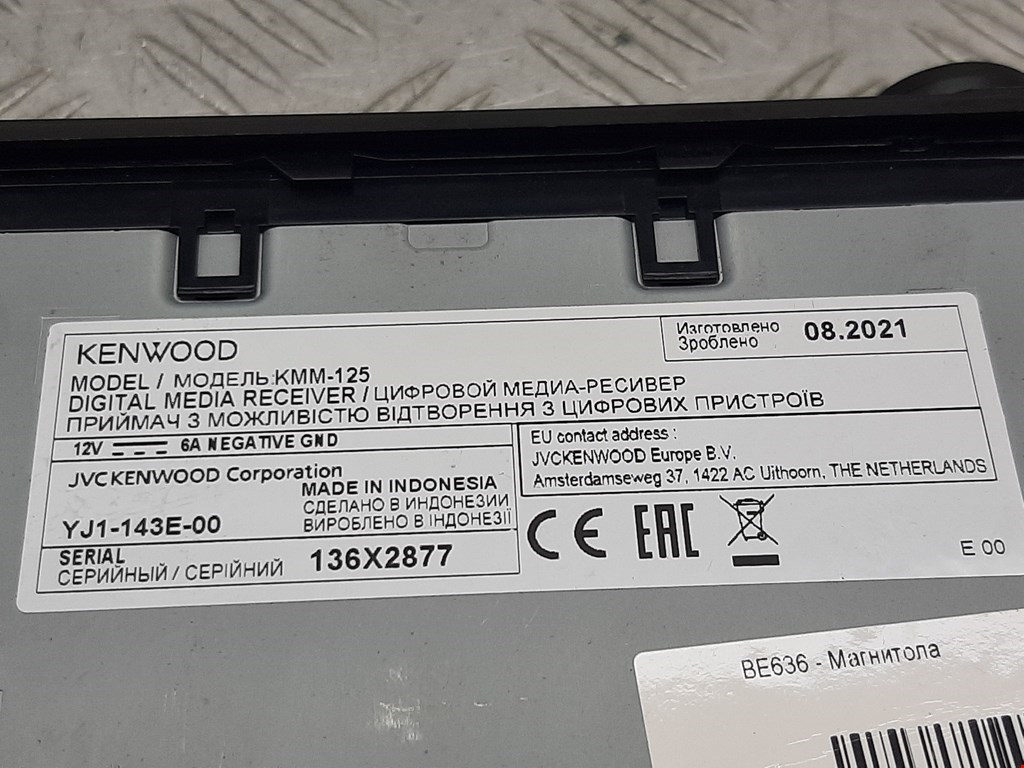 KENWOOD
Изготовлено
Зроблено
08.2021
MODEL / МОДЕЛЬ:KMM-125
DIGITAL MEDIA RECEIVER / ЦИФРОВОЙ МЕДИА-РЕСИВЕР
ПРИЙМАЧ З МОЖЛИВІСТЮ ВІДТВОРЕННЯ З ЦИФРОВИХ ПРИСТРОЇВ
12V 6A NEGATIVE GND
JVCKENWOOD Corporation
MADE IN INDONESIA
СДЕЛАНО В ИНДОНЕЗИИ
ВИРОБЛЕНО В ІНДОНЕЗІЇ
YJ1-143E-00
SERIAL
СЕРИЙНЫЙ / СЕРІЙНИЙ
136X2877
EU contact address :
JVCKENWOOD Europe B.V.
Amsterdamseweg 37, 1422 AC Uithoorn, THE NETHERLANDS
CE EAC
E 00
BE636 - Магнитола